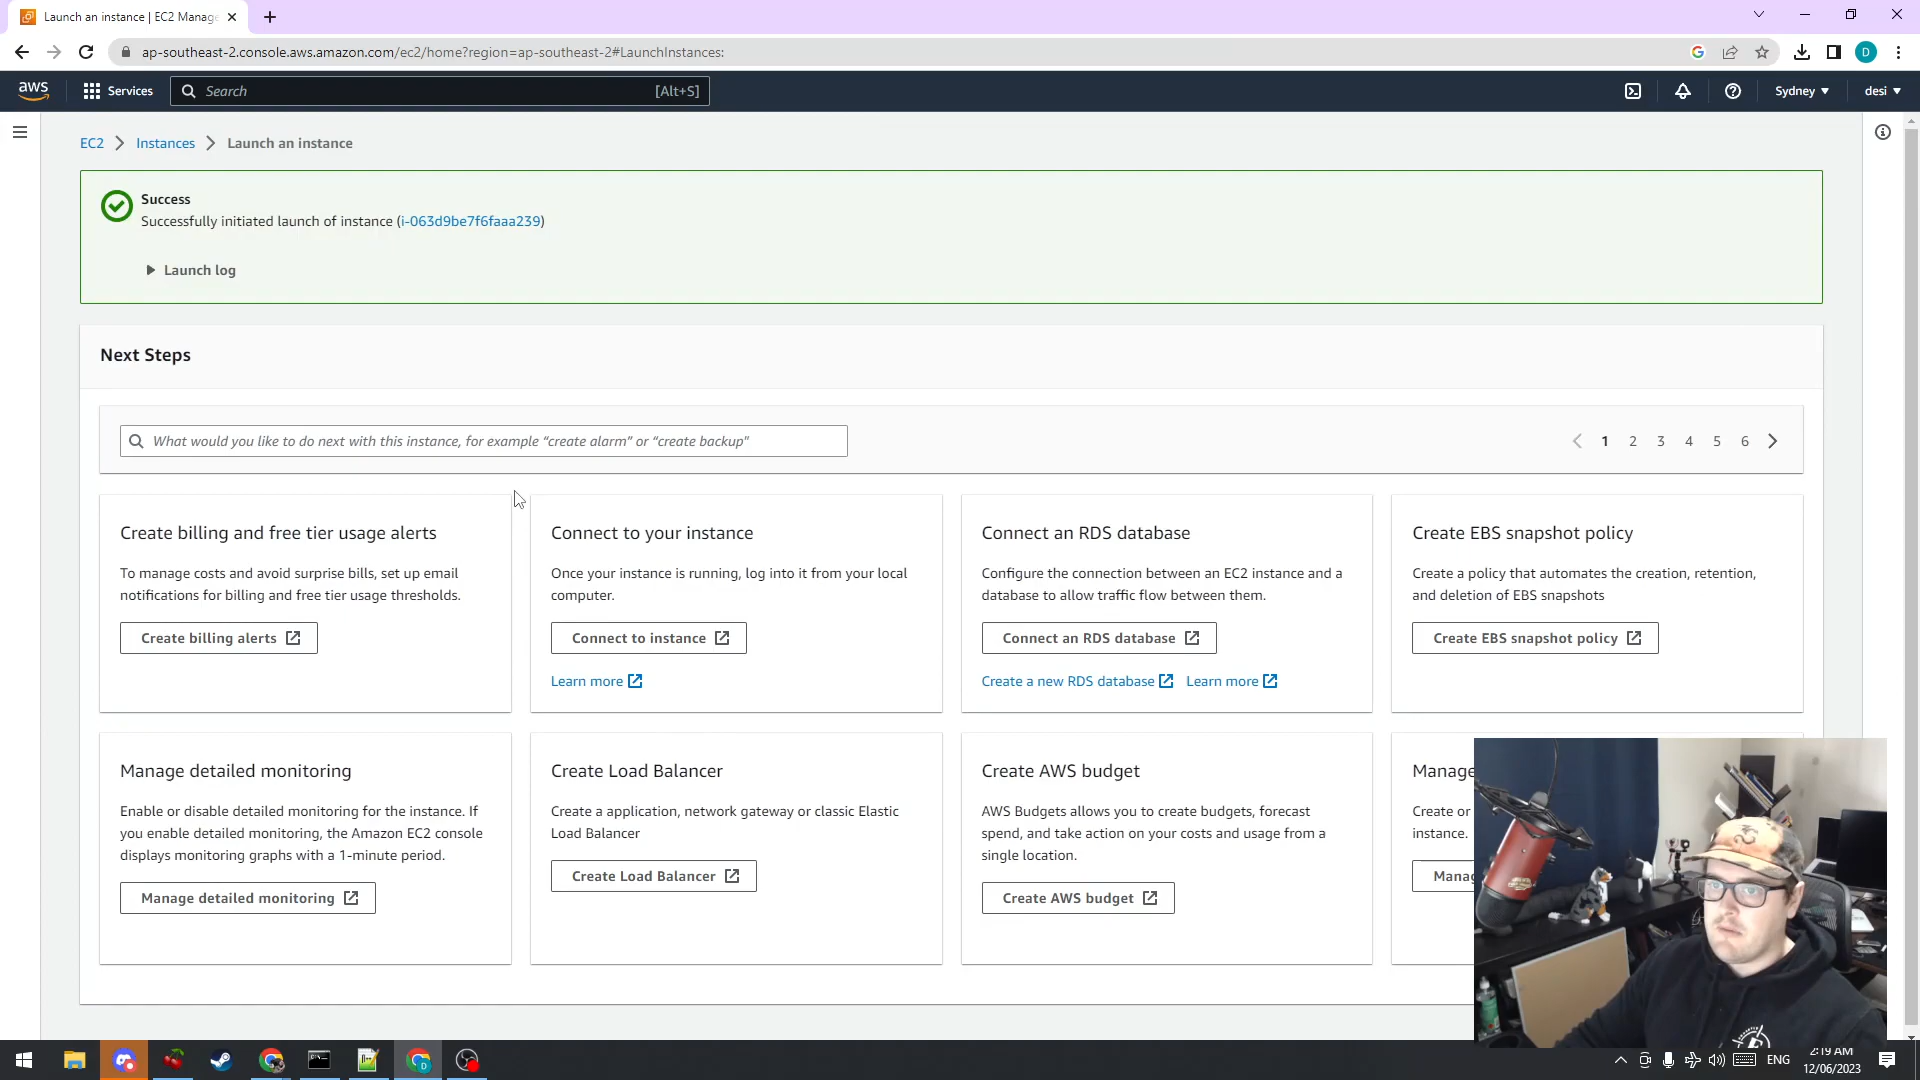 Launch an instance | EC2 Manage
ap-southeast-2.console.aws.amazon.com/ec2/home?region=ap-southeast-2#LaunchInstances:
D
aws
Services
Search
[Alt+S]
Sydney
desi
EC2
Instances
Launch an instance
Success
Successfully initiated launch of instance (i-063d9be7f6faaa239)
Launch log
Next Steps
What would you like to do next with this instance, for example “create alarm” or “create backup"
1 2 3 4 5 6
Create billing and free tier usage alerts
To manage costs and avoid surprise bills, set up email
notifications for billing and free tier usage thresholds.
Create billing alerts
Connect to your instance
Once your instance is running, log into it from your local
computer.
Connect to instance
Learn more
Connect an RDS database
Configure the connection between an EC2 instance and a
database to allow traffic flow between them.
Connect an RDS database
Create a new RDS database Learn more
Create EBS snapshot policy
Create a policy that automates the creation, retention,
and deletion of EBS snapshots
Create EBS snapshot policy
Manage detailed monitoring
Enable or disable detailed monitoring for the instance. If
you enable detailed monitoring, the Amazon EC2 console
displays monitoring graphs with a 1-minute period.
Manage detailed monitoring
Create Load Balancer
Create a application, network gateway or classic Elastic
Load Balancer
Create Load Balancer
Create AWS budget
AWS Budgets allows you to create budgets, forecast
spend, and take action on your costs and usage from a
single location.
Create AWS budget
Manage
Create or
instance.
Manag
ENG
2:19 AM
12/06/2023